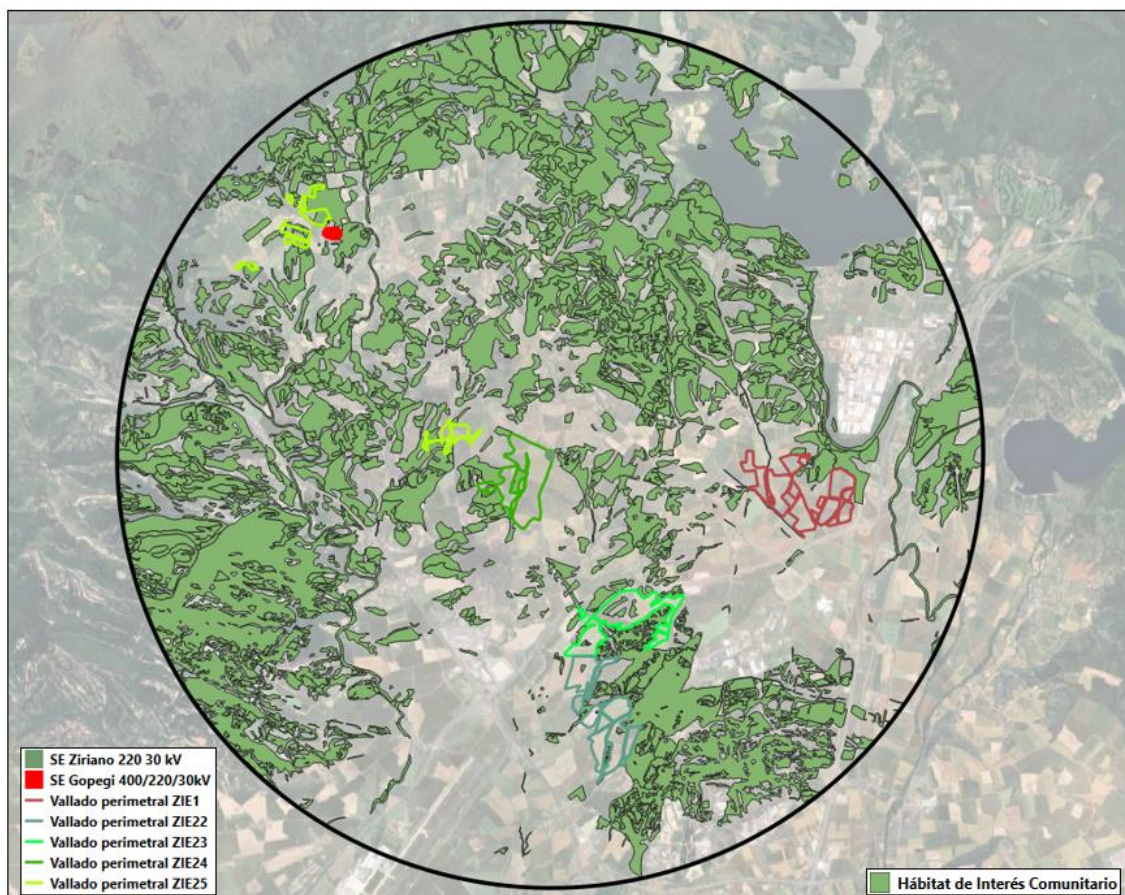 SE Ziriano 220 30 kV
SE Gopegi 400/220/30kV
Vallado perimetral ZIE1
Vallado perimetral ZIE22
Vallado perimetral ZIE23
Vallado perimetral ZIE24
Vallado perimetral ZIE25
Hábitat de Interés Comunitario